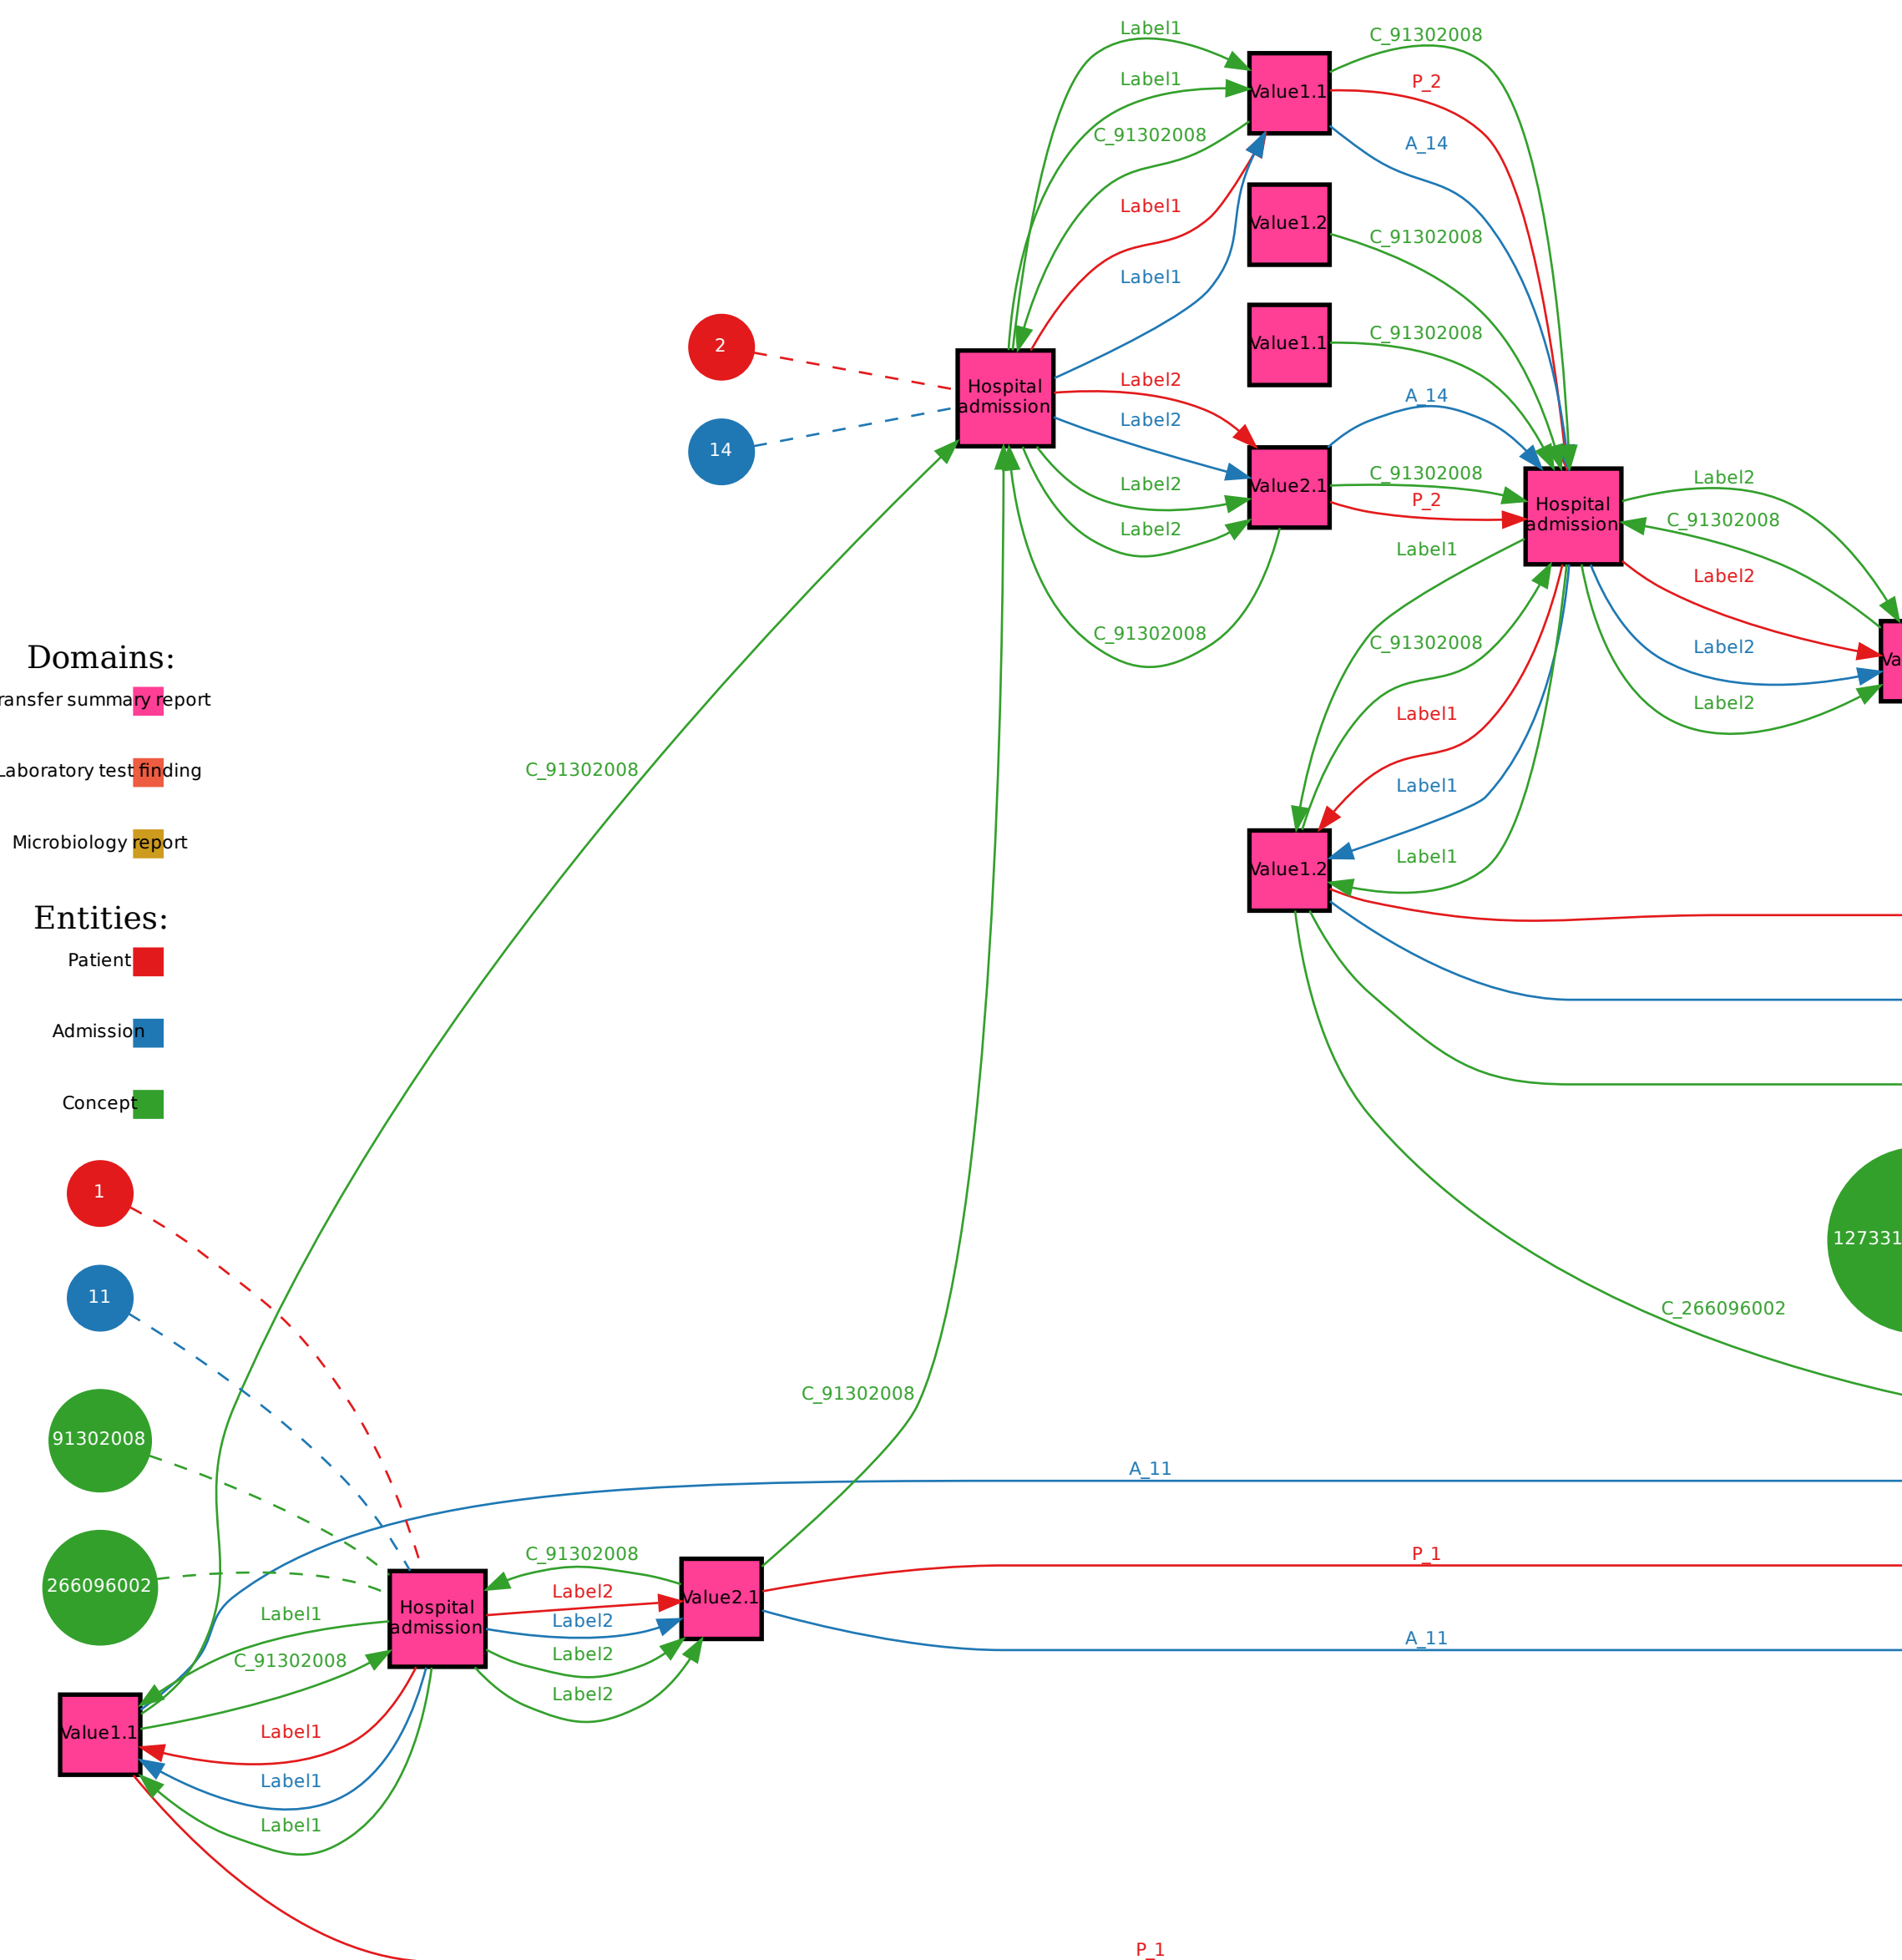 Label1
C_91302008
Label1
P_2
Value1.1
C_91302008
A_14
Label1
Value1.2
C_91302008
Label1
C_91302008
Value1.1
2
Hospital
admission
Label2
A_14
Label2
14
C_91302008
Label2
Value2.1
P_2
Label2
C_91302008
Hospital
admission
Label2
C_91302008
Label1
Label2
C_91302008
Label2
Label2
Label1
Label1
Label1
Value1.2
C_91302008
Domains:
ransfer summary report
Laboratory test finding
Microbiology report
Entities:
Patient
Admission
Concept
1
11
91302008
266096002
127331
C_266096002
C_91302008
A_11
C_91302008
P_1
Label2
Value2.1
Label2
A_11
Label2
Label2
Hospital
admission
Label1
C_91302008
Value1.1
Label1
Label1
Label1
P_1